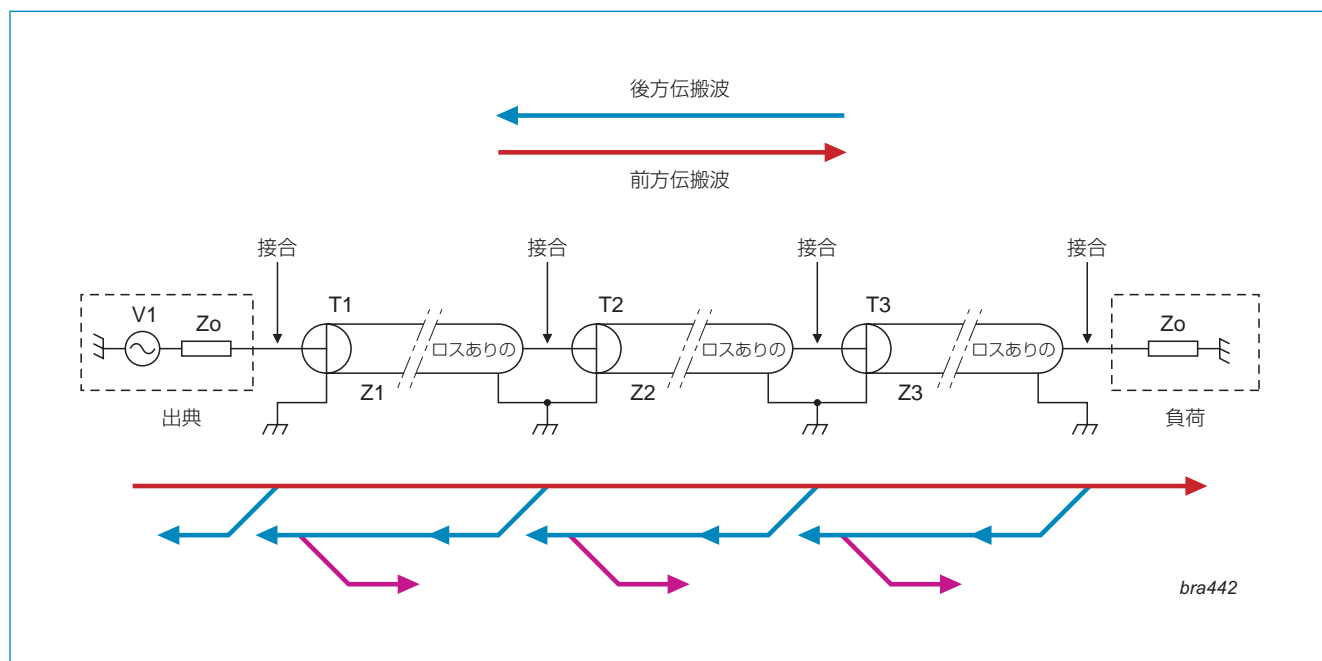 後方伝搬波
前方伝搬波
接合
接合
接合
接合
V1
Zo
T1
T2
T3
Zo
ロスありの
ロスありの
ロスありの
Z1
Z2
Z3
出典
負荷
bra442